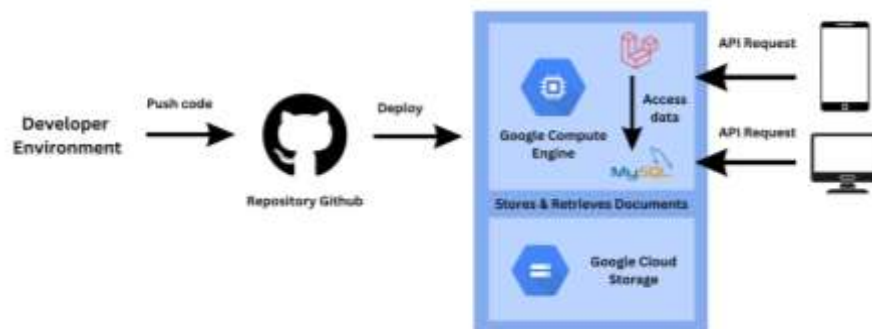 Developer
Environment
Push code
Repository Github
Deploy
Google Compute
Engine
Access
data
MySQL
Stores & Retrieves Documents
Google Cloud
Storage
API Request
API Request